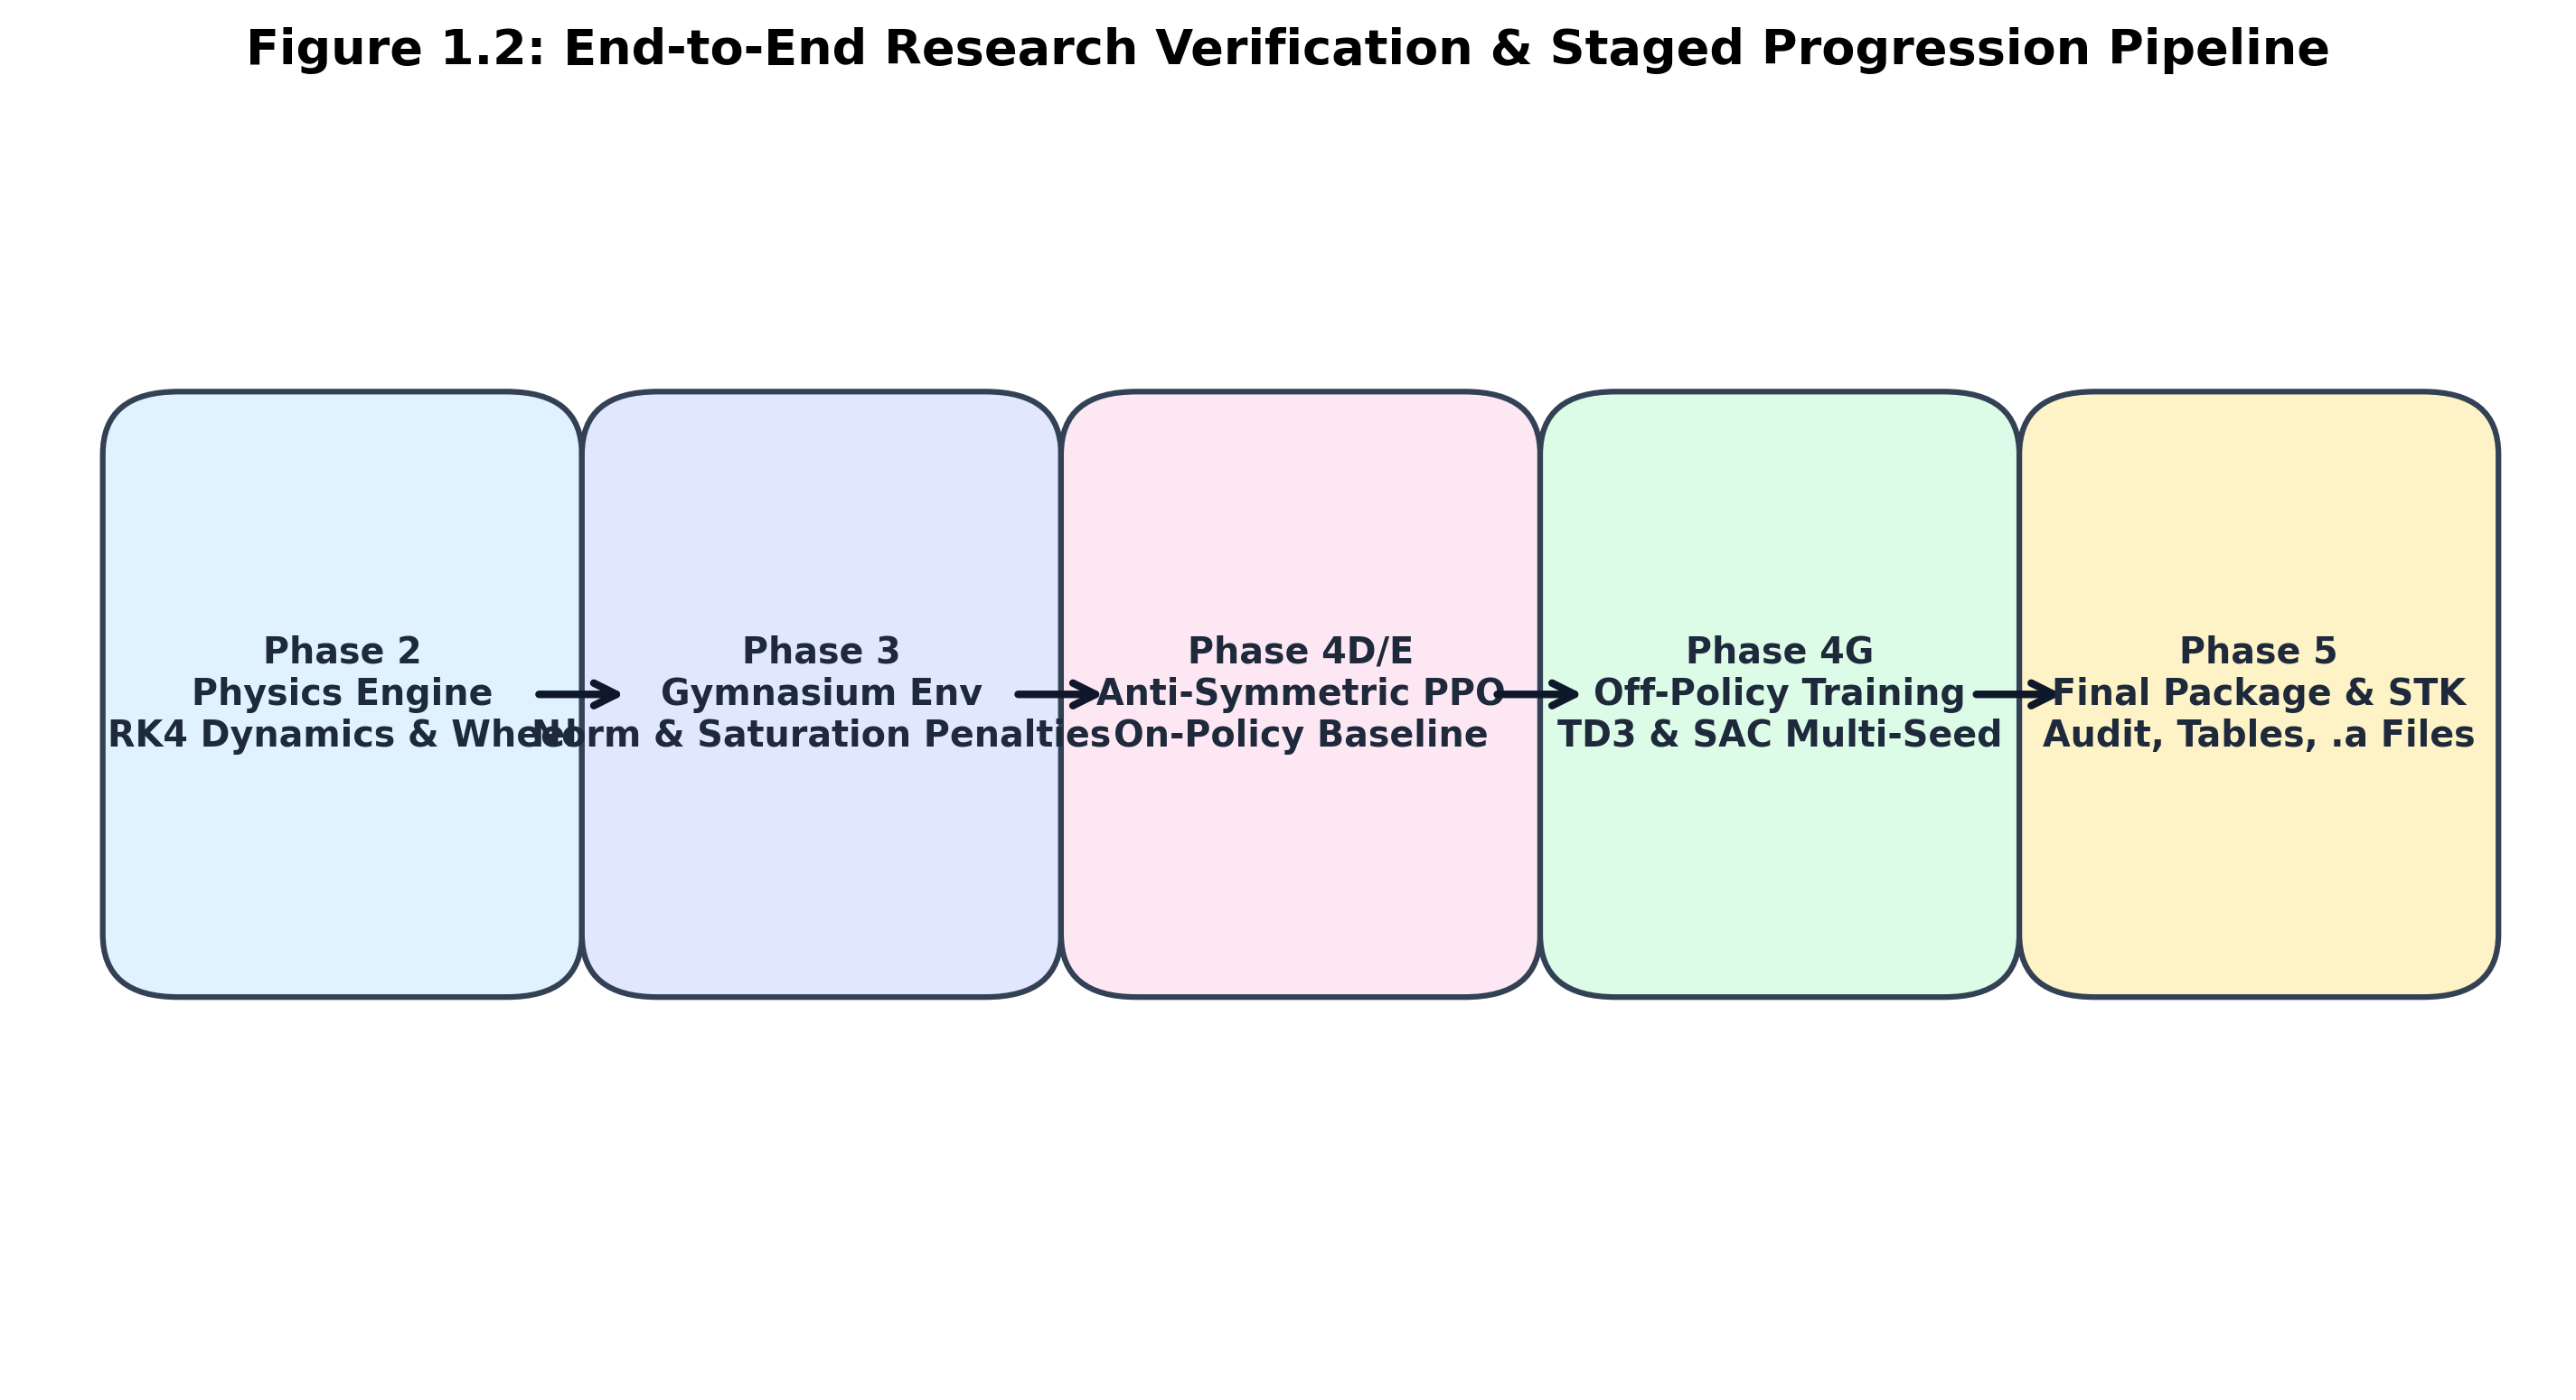 Figure 1.2: End-to-End Research Verification & Staged Progression Pipeline
Phase 2
Physics Engine
RK4 Dynamics & Wheel
Phase 3
Gymnasium Env
Norm & Saturation Penalties
Phase 4D/E
Anti-Symmetric PPO
On-Policy Baseline
Phase 4G
Off-Policy Training
TD3 & SAC Multi-Seed
Phase 5
Final Package & STK
Audit, Tables, .a Files